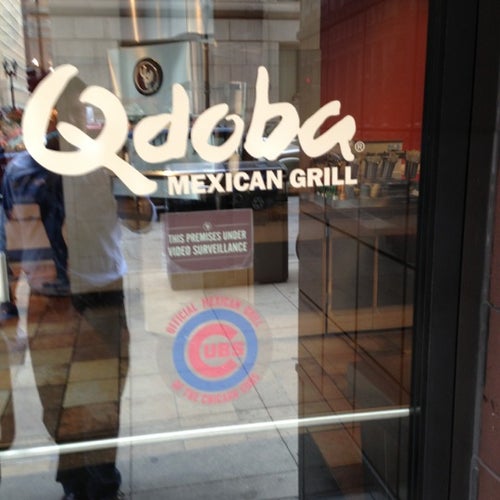 Qdoba®
MEXICAN GRILL
THIS PREMISES UNDER
VIDEO SURVEILLANCE
OFFICIAL MEXICAN GRILL
CUBS
OF THE CHICAGO CUBS